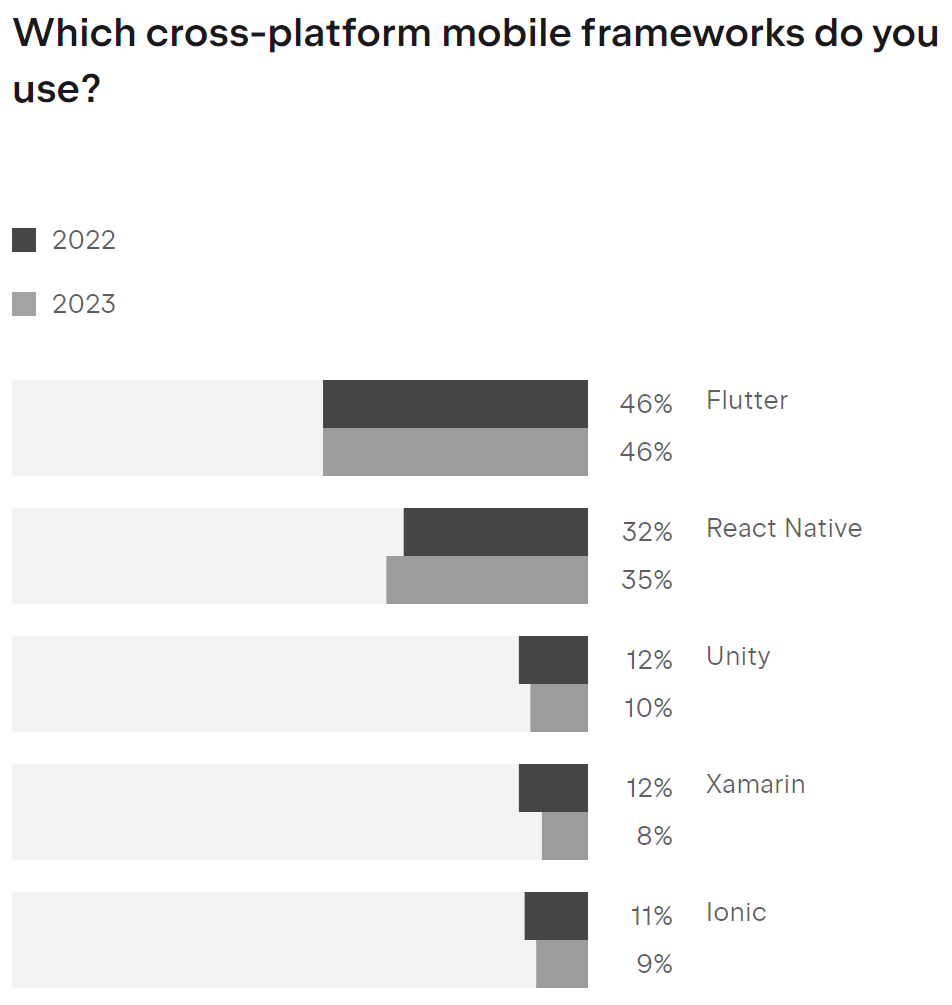 Which cross-platform mobile frameworks do you
use?
2022
2023
46% Flutter
46%
32% React Native
35%
12% Unity
10%
12% Xamarin
8%
11% Ionic
9%